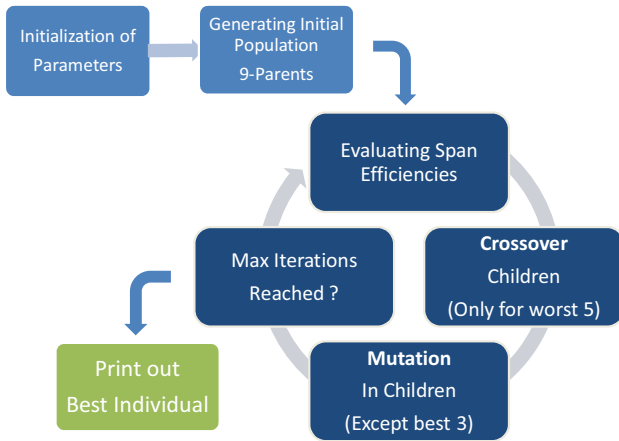 Initialization of
Parameters
Generating Initial
Population
9-Parents
Evaluating Span
Efficiencies
Crossover
Children
(Only for worst 5)
Mutation
In Children
(Except best 3)
Max Iterations
Reached ?
Print out
Best Individual